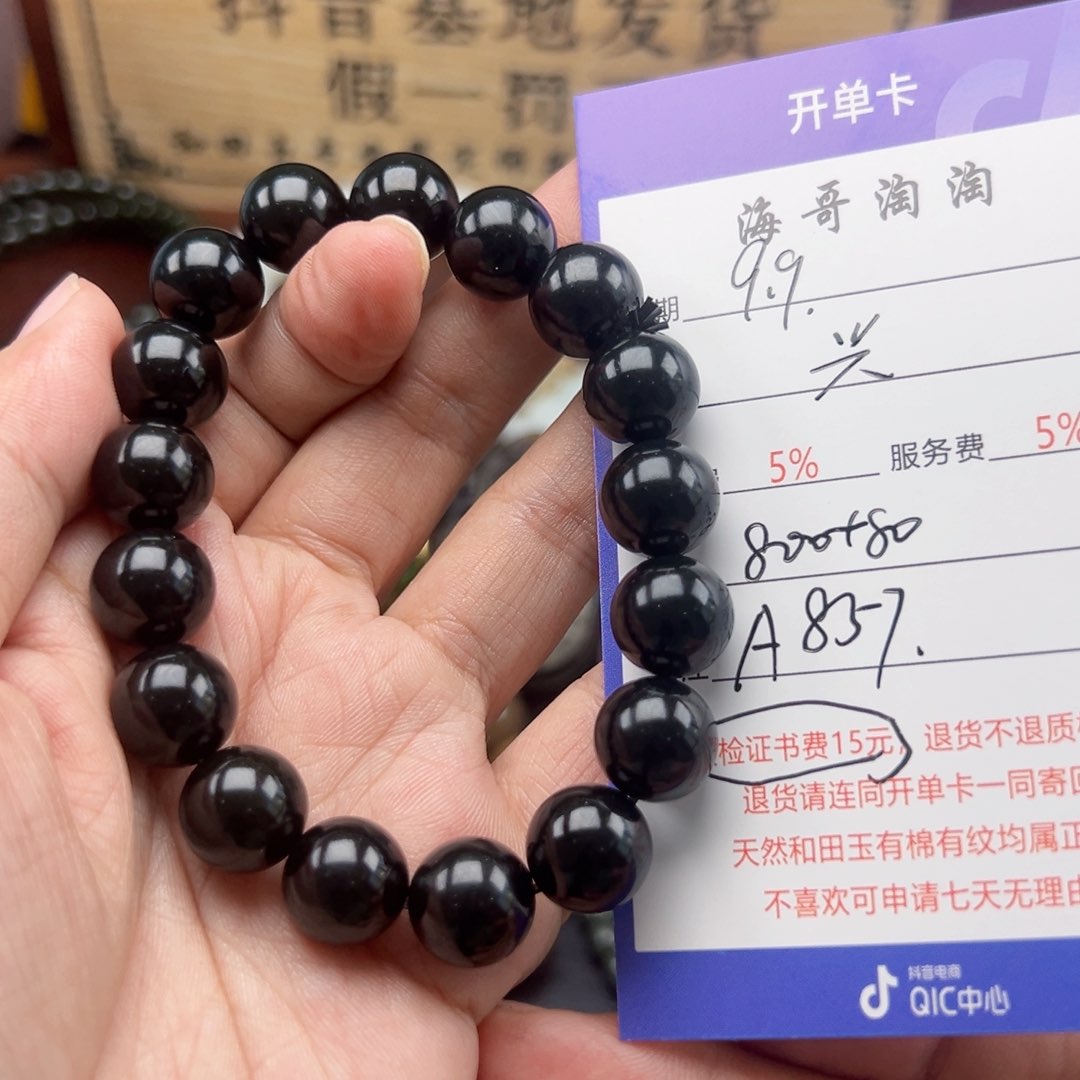 抖音基地发货
假一罚
开单卡
海哥淘淘
期 9.9.
兴
5% 服务费 5%
800+80
A 857.
检证书费15元，退货不退质
退货请连同开单卡一同寄回
天然和田玉有棉有纹均属正
不喜欢可申请七天无理由
抖音电商
QIC中心